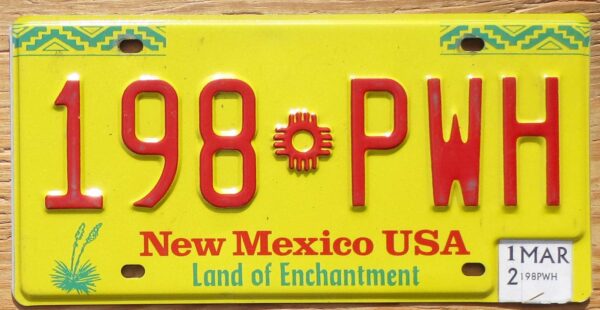 198 PWH
New Mexico USA
Land of Enchantment
1 MAR
2 198PWH